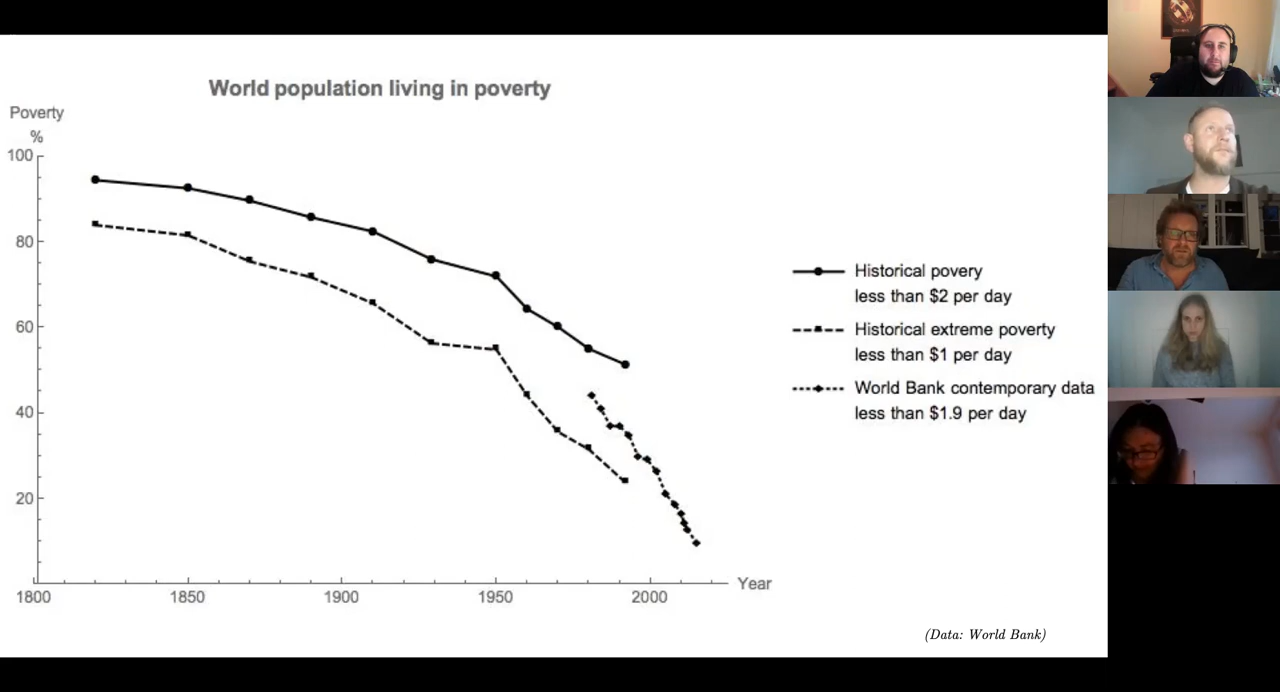 World population living in poverty
Poverty
%
100
80
60
40
20
1800 1850 1900 1950 2000 Year
Historical povery
less than $2 per day
Historical extreme poverty
less than $1 per day
World Bank contemporary data
less than $1.9 per day
(Data: World Bank)